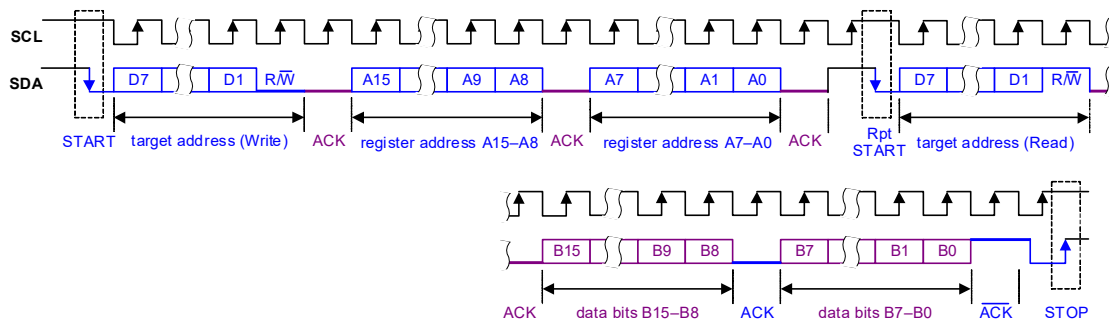 SCL
SDA D7 D1 R/W̅ A15 A9 A8 A7 A1 A0 D7 D1 R/W̅
START target address (Write) ACK register address A15–A8 ACK register address A7–A0 ACK Rpt START target address (Read)
B15 B9 B8 B7 B1 B0
ACK data bits B15–B8 ACK data bits B7–B0 A̅C̅K̅ STOP